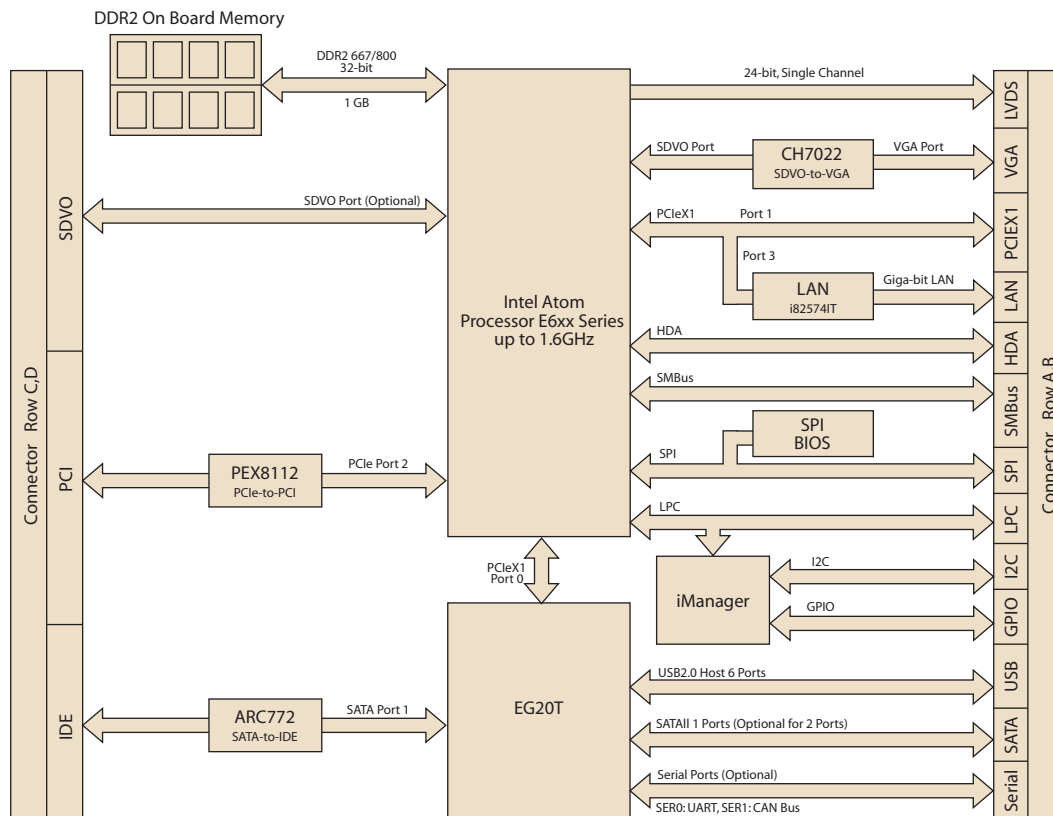 DDR2 On Board Memory
DDR2 667/800
32-bit
1 GB
24-bit, Single Channel
LVDS
SDVO Port
CH7022
SDVO-to-VGA
VGA Port
VGA
SDVO
SDVO Port (Optional)
PCIeX1
Port 1
PCIEX1
Port 3
LAN
i82574IT
Giga-bit LAN
LAN
Intel Atom
Processor E6xx Series
up to 1.6GHz
HDA
HDA
SMBus
SMBus
SPI
BIOS
SPI
SPI
Connector Row C,D
PCI
PEX8112
PCIe-to-PCI
PCIe Port 2
LPC
LPC
Connector Row A,B
PCIeX1
Port 0
iManager
I2C
I2C
GPIO
GPIO
USB2.0 Host 6 Ports
USB
IDE
ARC772
SATA-to-IDE
SATA Port 1
EG20T
SATAII 1 Ports (Optional for 2 Ports)
SATA
Serial Ports (Optional)
SER0: UART, SER1: CAN Bus
Serial